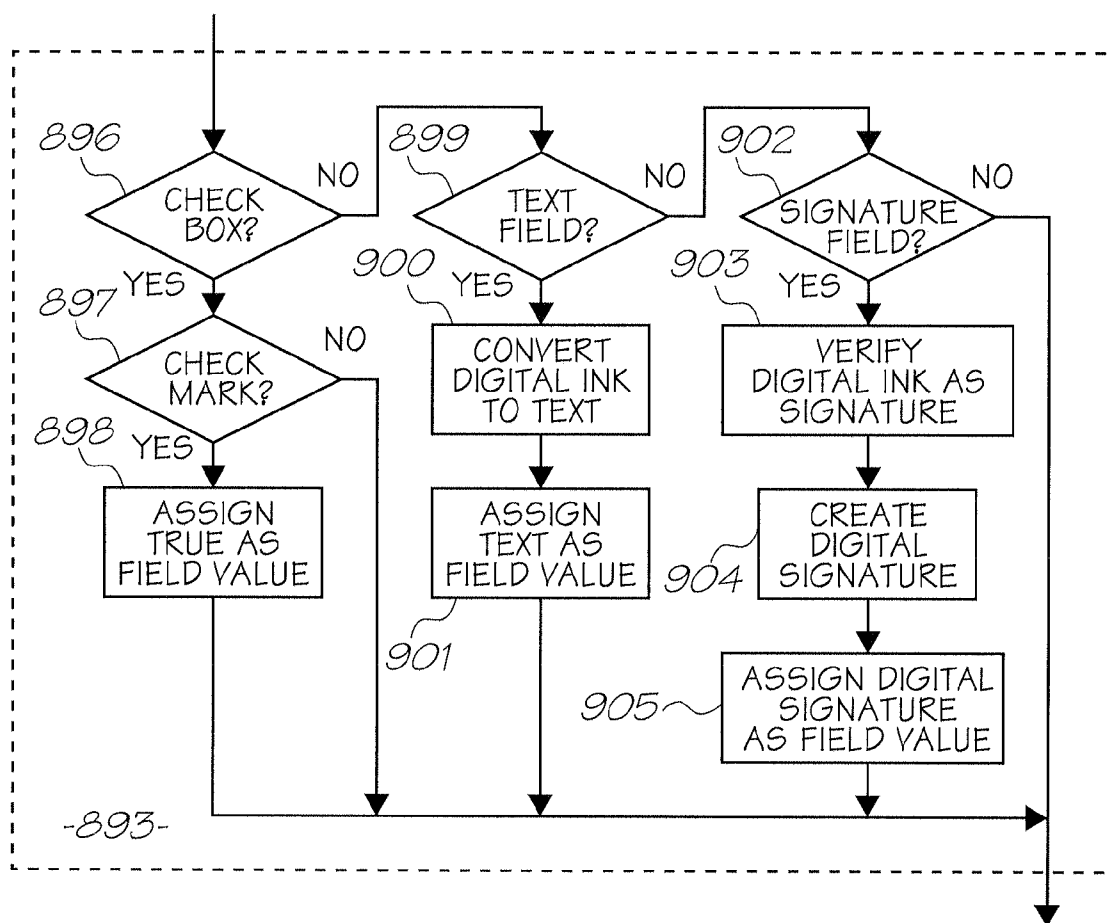 896
CHECK
BOX?
NO
YES
897
CHECK
MARK?
NO
YES
898
ASSIGN
TRUE AS
FIELD VALUE
899
TEXT
FIELD?
NO
YES
900
CONVERT
DIGITAL INK
TO TEXT
ASSIGN
TEXT AS
FIELD VALUE
901
902
SIGNATURE
FIELD?
NO
YES
903
VERIFY
DIGITAL INK AS
SIGNATURE
CREATE
DIGITAL
SIGNATURE
904
905
ASSIGN DIGITAL
SIGNATURE
AS FIELD VALUE
-893-